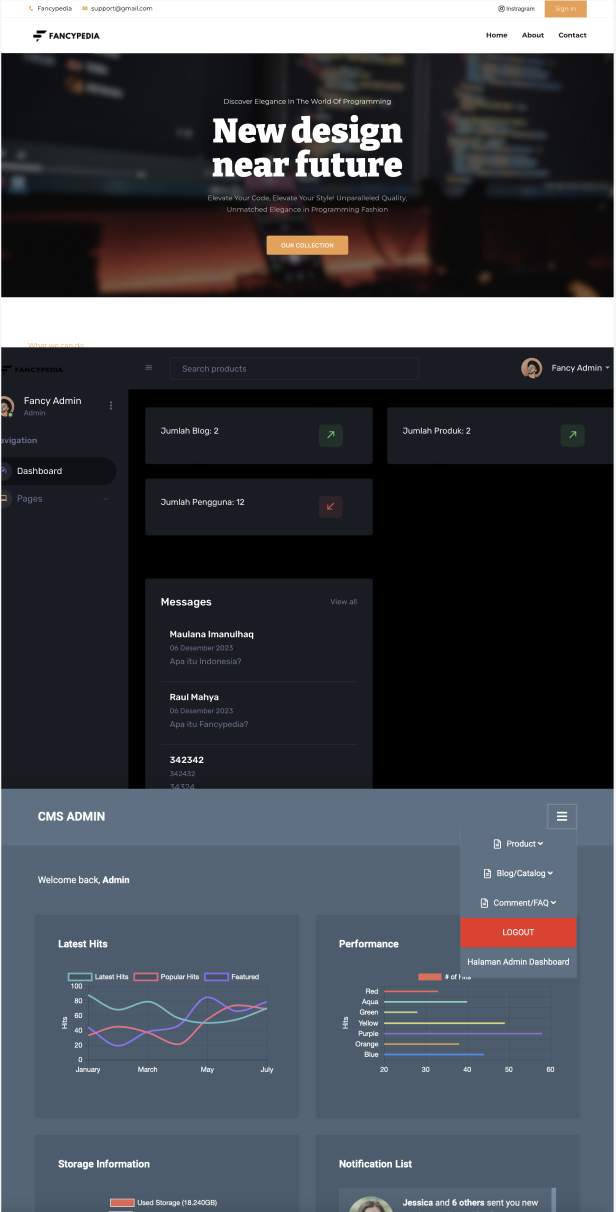 Fancypedia support@gmail.com Instragram Sign In
FANCYPEDIA Home About Contact
Discover Elegance In The World Of Programming
New design
near future
Elevate Your Code, Elevate Your Style! Unparalleled Quality,
Unmatched Elegance in Programming Fashion
OUR COLLECTION
What we can do
FANCYPEDIA Search products Fancy Admin
Fancy Admin
Admin
avigation
Dashboard
Pages
Jumlah Blog: 2
Jumlah Produk: 2
Jumlah Pengguna: 12
Messages View all
Maulana Imanulhaq
06 Desember 2023
Apa itu Indonesia?
Raul Mahya
06 Desember 2023
Apa itu Fancypedia?
342342
342432
34324
CMS ADMIN
Product
Blog/Catalog
Comment/FAQ
LOGOUT
Halaman Admin Dashboard
Welcome back, Admin
Latest Hits
Latest Hits Popular Hits Featured
100
80
60
40
20
0
Hits
January March May July
Performance
# of Hits
Red
Aqua
Green
Yellow
Purple
Orange
Blue
Hits
20 30 40 50 60
Storage Information
Used Storage (18.240GB)
Notification List
Jessica and 6 others sent you new